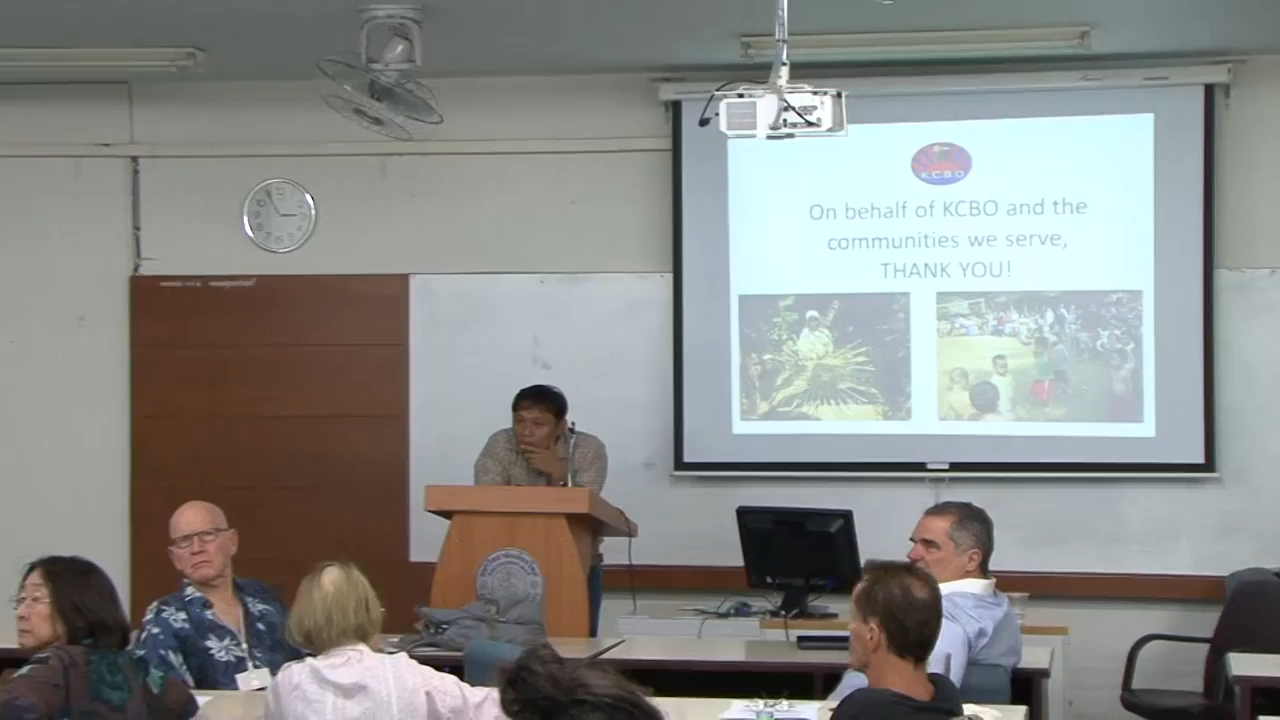 KCBO
On behalf of KCBO and the
communities we serve,
THANK YOU!